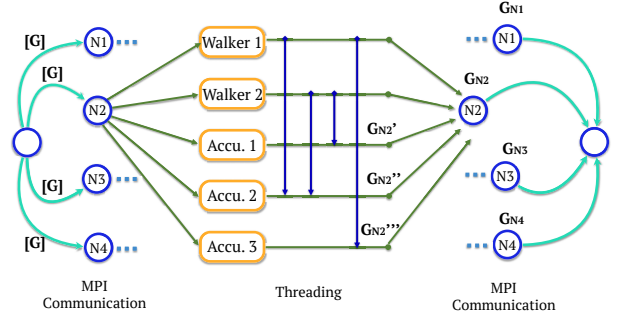 [G]
[G]
[G]
[G]
N1
N2
N3
N4
Walker 1
Walker 2
Accu. 1
Accu. 2
Accu. 3
GN2'
GN2''
GN2'''
GN1
N1
GN2
N2
GN3
N3
GN4
N4
MPI
Communication
Threading
MPI
Communication